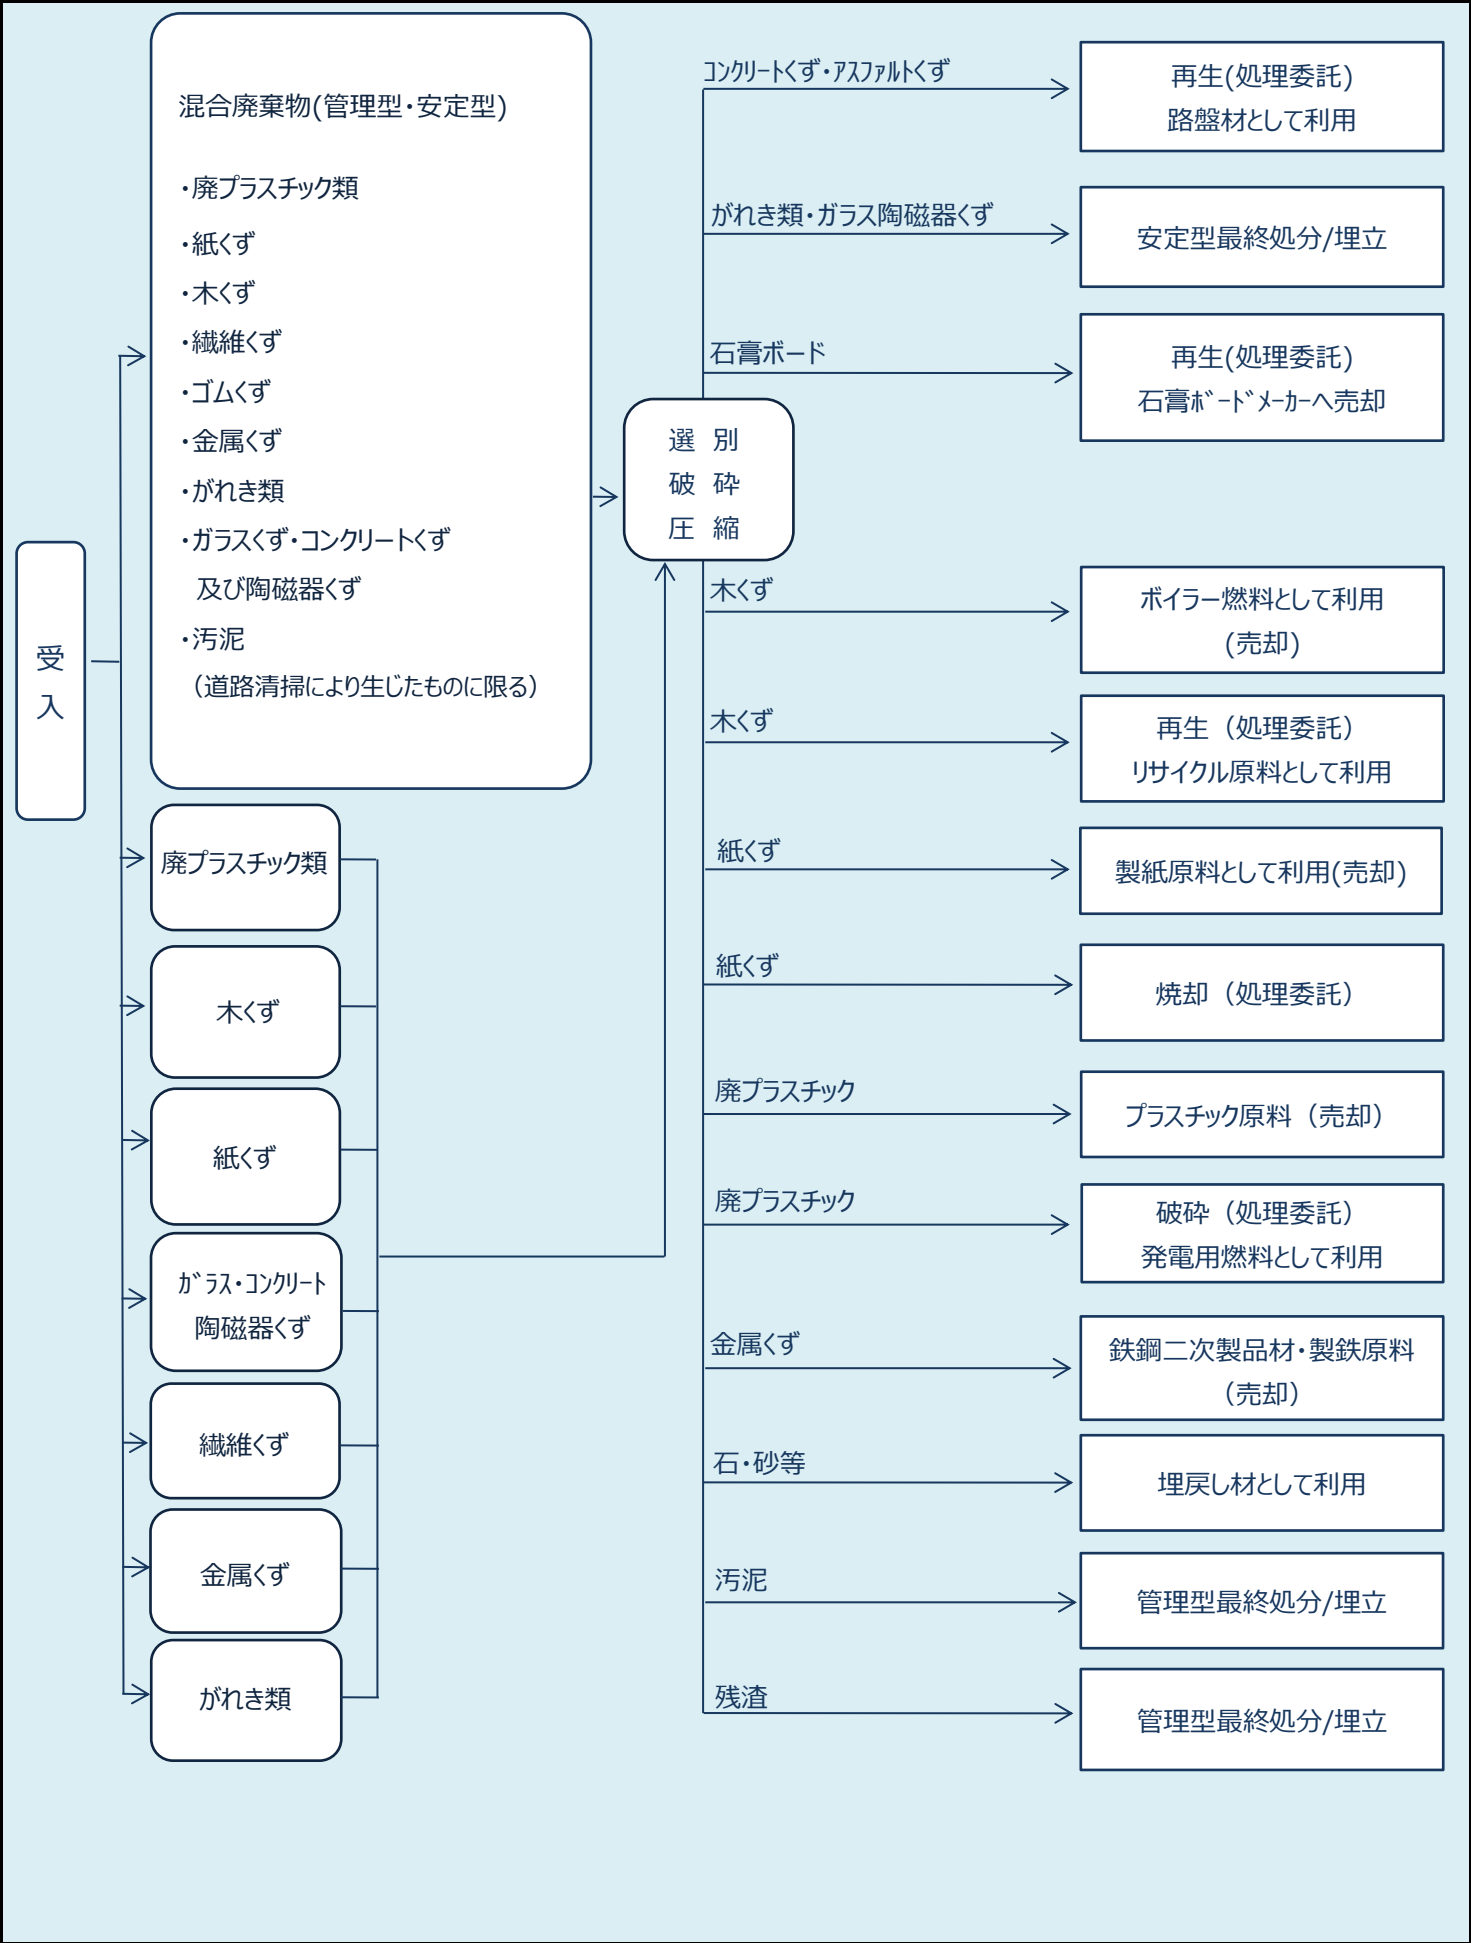 受
入
混合廃棄物(管理型・安定型)
・廃プラスチック類
・紙くず
・木くず
・繊維くず
・ゴムくず
・金属くず
・がれき類
・ガラスくず・コンクリートくず
及び陶磁器くず
・汚泥
（道路清掃により生じたものに限る）
廃プラスチック類
木くず
紙くず
ｶﾞﾗｽ・ｺﾝｸﾘｰﾄ
陶磁器くず
繊維くず
金属くず
がれき類
選 別
破 砕
圧 縮
ｺﾝｸﾘｰﾄくず・ｱｽﾌｧﾙﾄくず
再生(処理委託)
路盤材として利用
がれき類・ガラス陶磁器くず
安定型最終処分/埋立
石膏ボード
再生(処理委託)
石膏ﾎﾞｰﾄﾞﾒｰｶｰへ売却
木くず
ボイラー燃料として利用
(売却)
木くず
再生（処理委託）
リサイクル原料として利用
紙くず
製紙原料として利用(売却)
紙くず
焼却（処理委託）
廃プラスチック
プラスチック原料（売却）
廃プラスチック
破砕（処理委託）
発電用燃料として利用
金属くず
鉄鋼二次製品材・製鉄原料
（売却）
石・砂等
埋戻し材として利用
汚泥
管理型最終処分/埋立
残渣
管理型最終処分/埋立